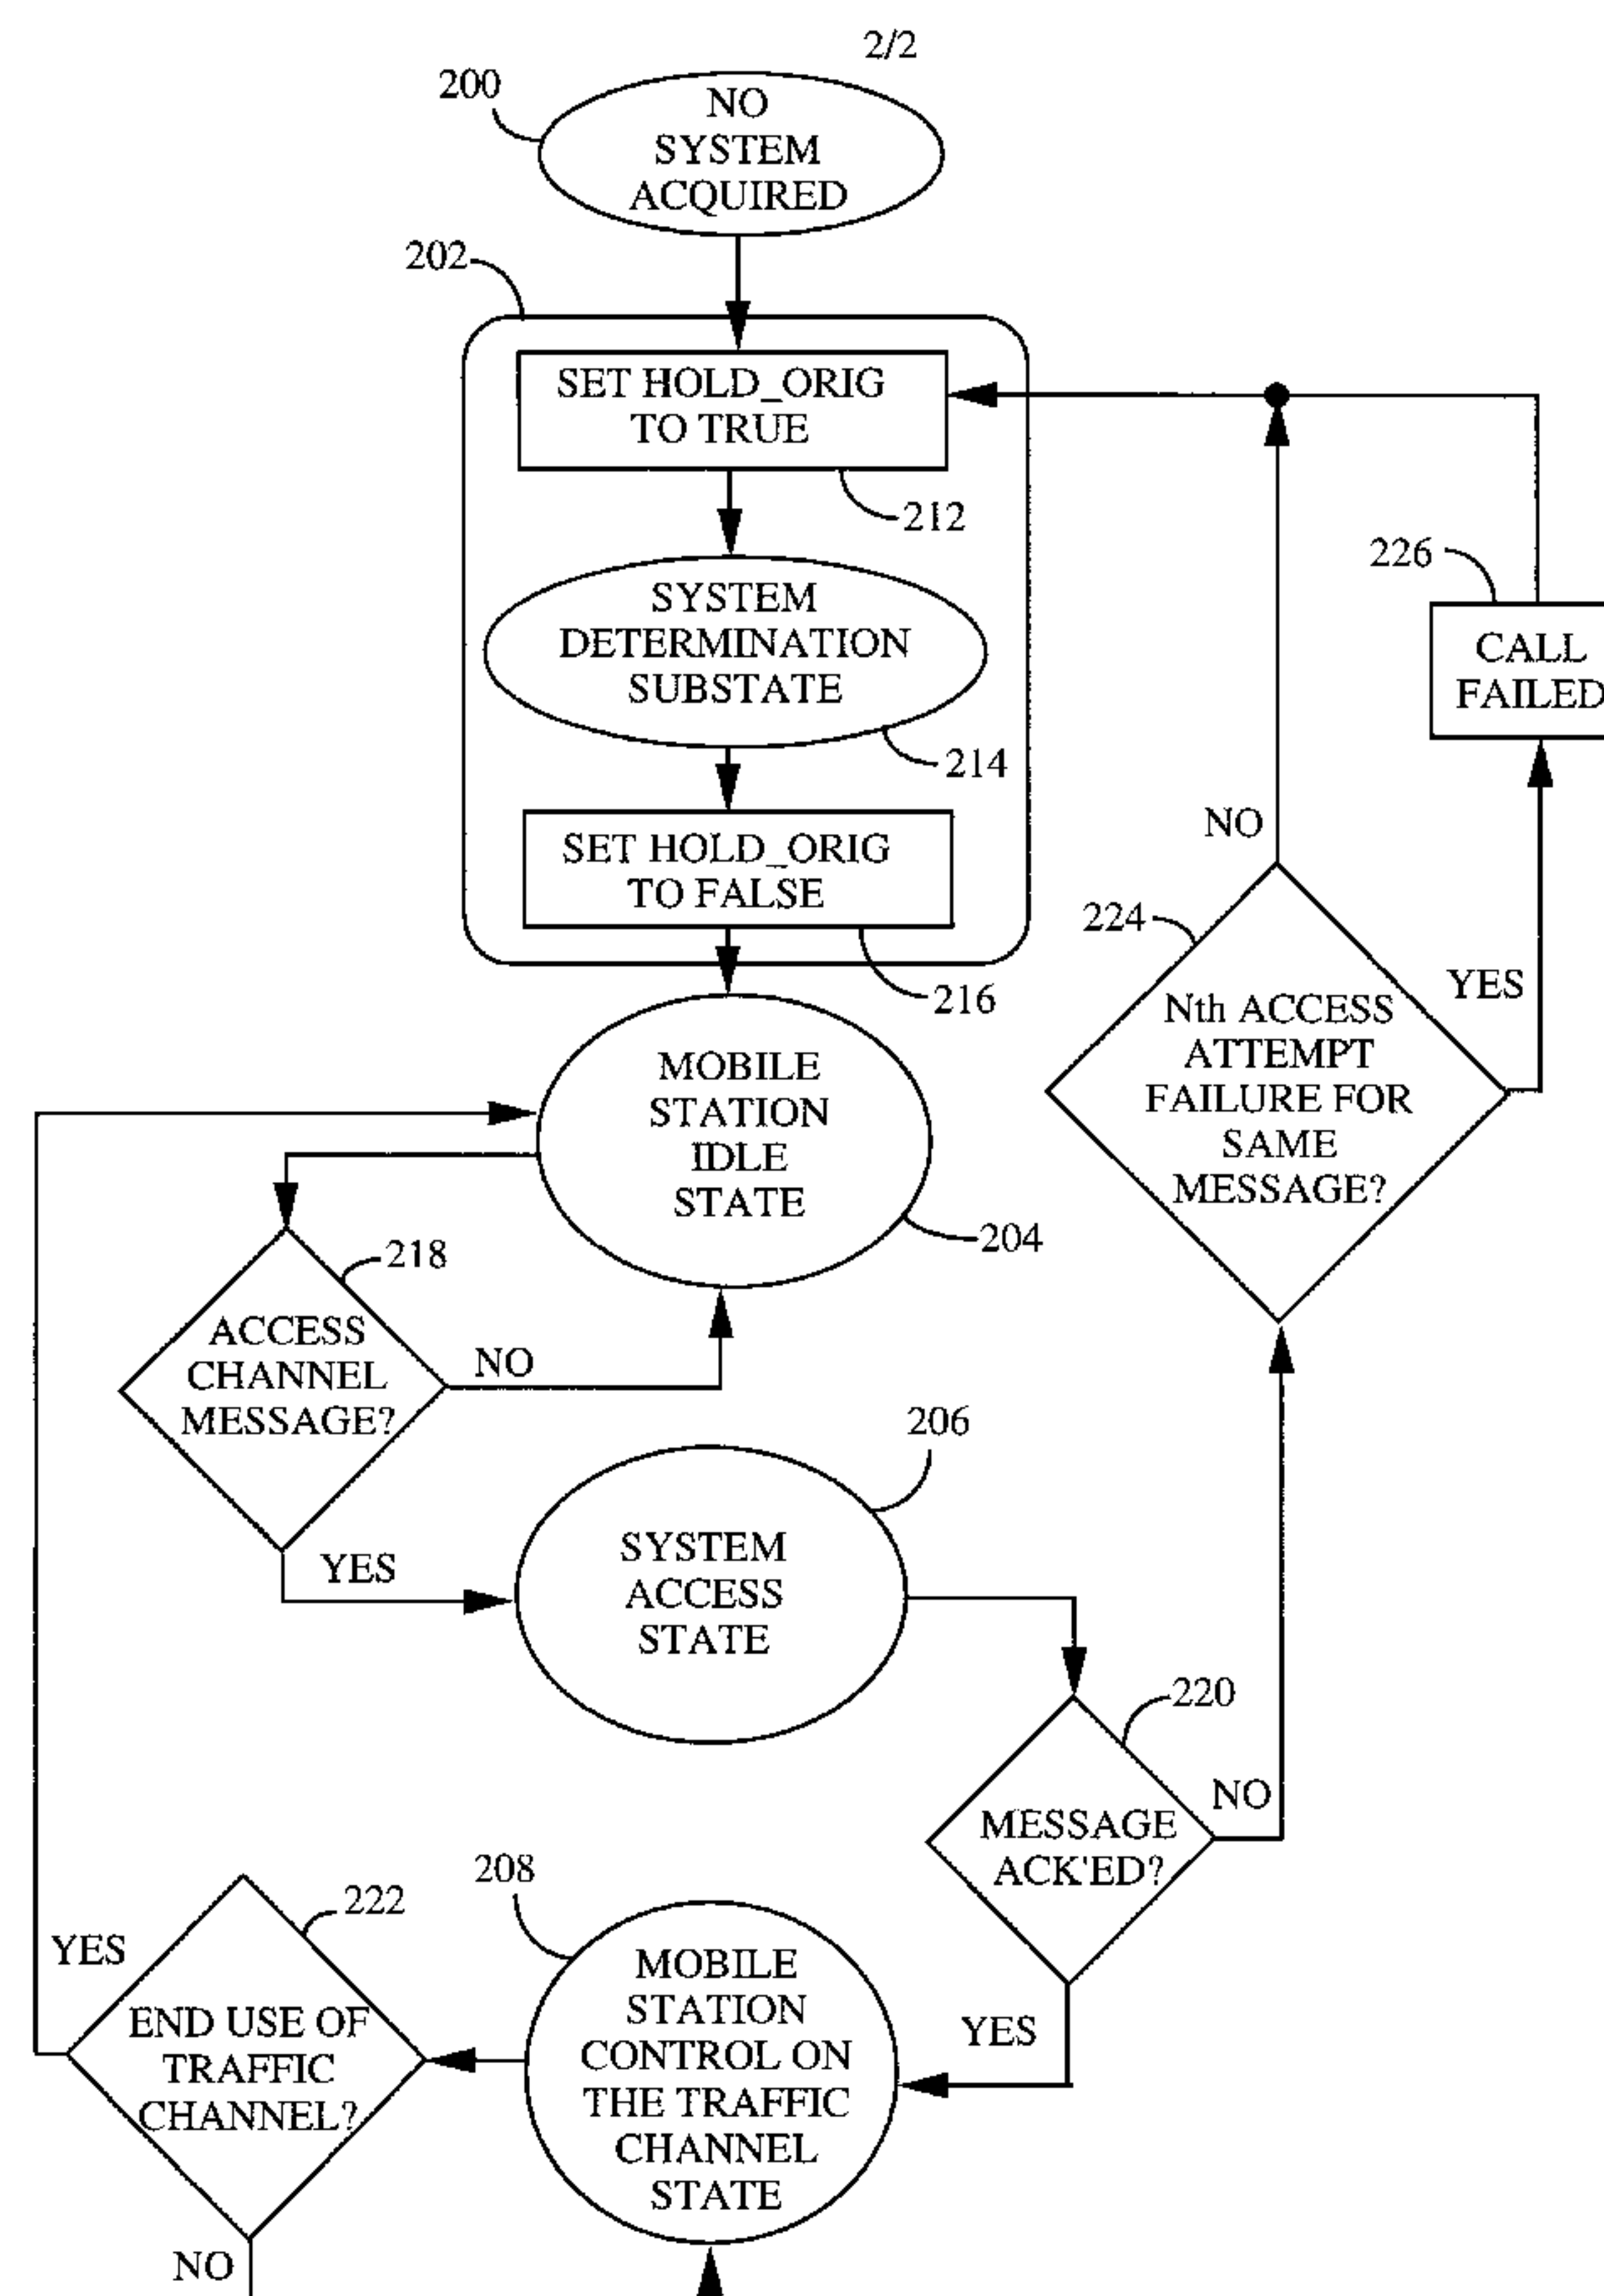 2/2
200
NO
SYSTEM
ACQUIRED
202
SET HOLD_ORIG
TO TRUE
212
SYSTEM
DETERMINATION
SUBSTATE
214
SET HOLD_ORIG
TO FALSE
216
226
CALL
FAILED
NO
224
YES
Nth ACCESS
ATTEMPT
FAILURE FOR
SAME
MESSAGE?
MOBILE
STATION
IDLE
STATE
204
218
ACCESS
CHANNEL
MESSAGE?
NO
YES
206
SYSTEM
ACCESS
STATE
220
MESSAGE
ACK'ED?
NO
YES
208
MOBILE
STATION
CONTROL ON
THE TRAFFIC
CHANNEL
STATE
222
YES
END USE OF
TRAFFIC
CHANNEL?
NO